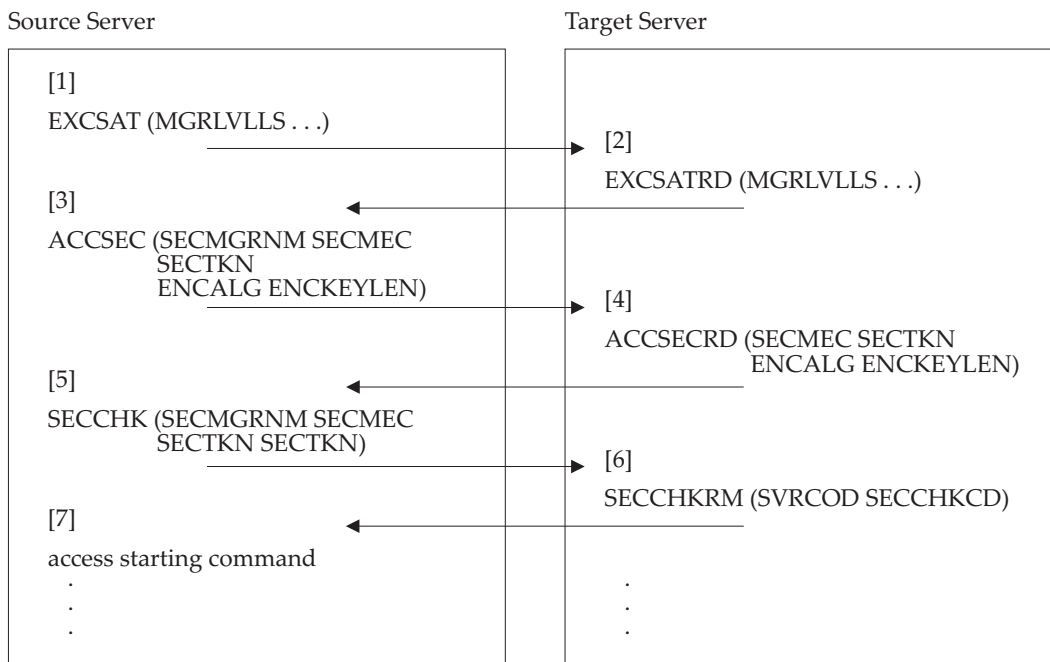 Source Server
Target Server
[1]
EXCSAT (MGRLVLLS . . .)
[2]
EXCSATRD (MGRLVLLS . . .)
[3]
ACCSEC (SECMGRNM SECMEC
SECTKN
ENCALG ENCKEYLEN)
[4]
ACCSECRD (SECMEC SECTKN
ENCALG ENCKEYLEN)
[5]
SECCHK (SECMGRNM SECMEC
SECTKN SECTKN)
[6]
SECCHKRM (SVRCOD SECCHKCD)
[7]
access starting command
. .
. .
. .